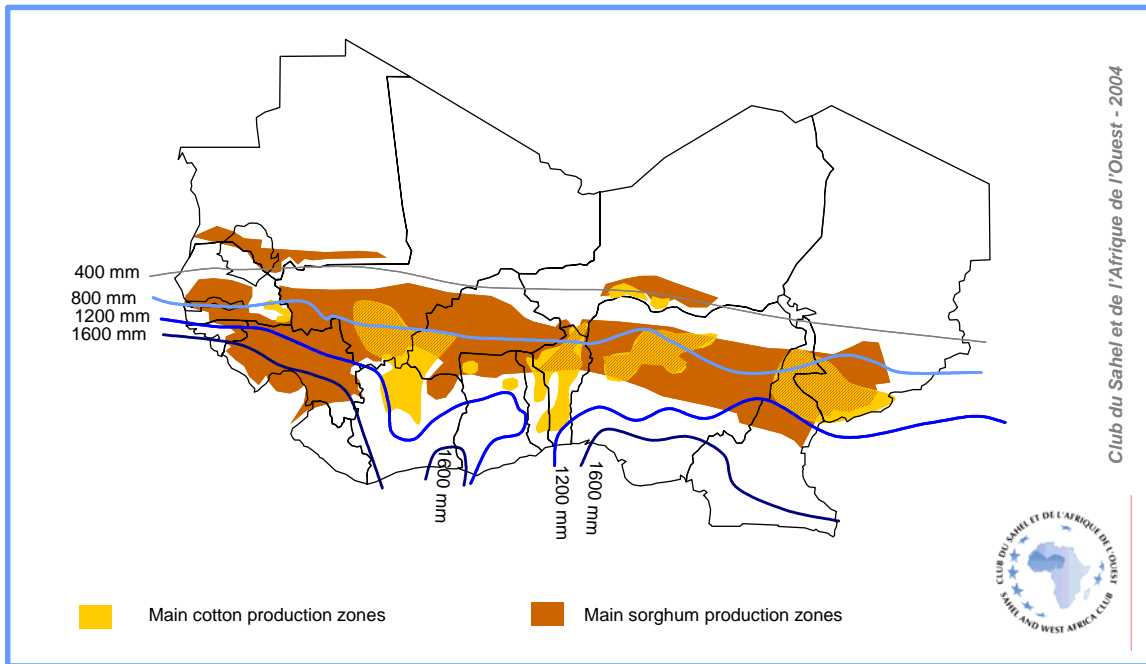 Club du Sahel et de l'Afrique de l'Ouest - 2004
400 mm
800 mm
1200 mm
1600 mm
1600 mm
1200 mm
1600 mm
CLUB DU SAHEL ET DE L'AFRIQUE DE L'OUEST
SAHEL AND WEST AFRICA CLUB
Main cotton production zones
Main sorghum production zones